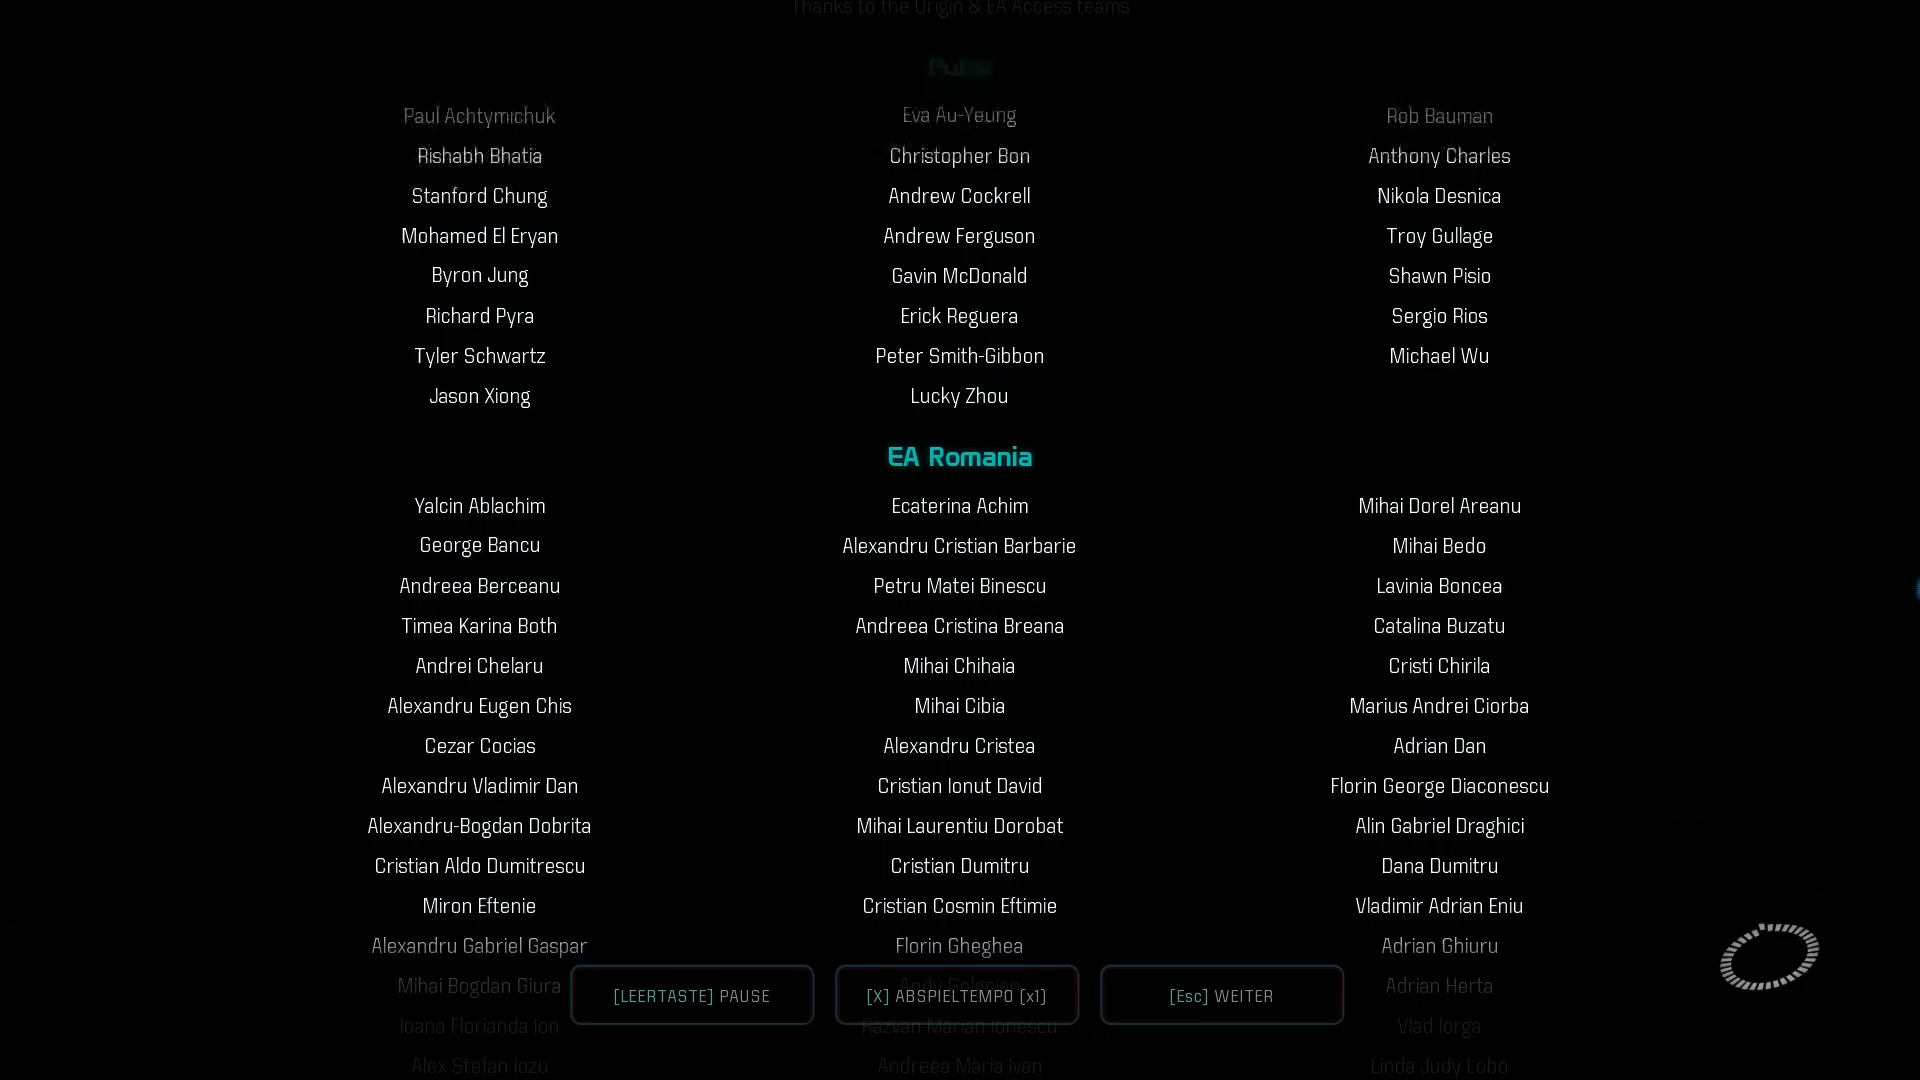 Thanks to the Origin & EA Access teams
Pulse
Paul Achtymichuk Eva Au-Yeung Rob Bauman
Rishabh Bhatia Christopher Bon Anthony Charles
Stanford Chung Andrew Cockrell Nikola Desnica
Mohamed El Eryan Andrew Ferguson Troy Gullage
Byron Jung Gavin McDonald Shawn Pisio
Richard Pyra Erick Reguera Sergio Rios
Tyler Schwartz Peter Smith-Gibbon Michael Wu
Jason Xiong Lucky Zhou
EA Romania
Yalcin Ablachim Ecaterina Achim Mihai Dorel Areanu
George Bancu Alexandru Cristian Barbarie Mihai Bedo
Andreea Berceanu Petru Matei Binescu Lavinia Boncea
Timea Karina Both Andreea Cristina Breana Catalina Buzatu
Andrei Chelaru Mihai Chihaia Cristi Chirila
Alexandru Eugen Chis Mihai Cibia Marius Andrei Ciorba
Cezar Cocias Alexandru Cristea Adrian Dan
Alexandru Vladimir Dan Cristian Ionut David Florin George Diaconescu
Alexandru-Bogdan Dobrita Mihai Laurentiu Dorobat Alin Gabriel Draghici
Cristian Aldo Dumitrescu Cristian Dumitru Dana Dumitru
Miron Eftenie Cristian Cosmin Eftimie Vladimir Adrian Eniu
Alexandru Gabriel Gaspar Florin Gheghea Adrian Ghiuru
Mihai Bogdan Giura Andy Adrian Herta
[LEERTASTE] PAUSE [X] ABSPIELTEMPO (x1) [Esc] WEITER
Ioana Florianda Ion Razvan Marian Ionescu Vlad Iorga
Alex Stefan Iozu Andreea Maria Ivan Linda Judy Lobo